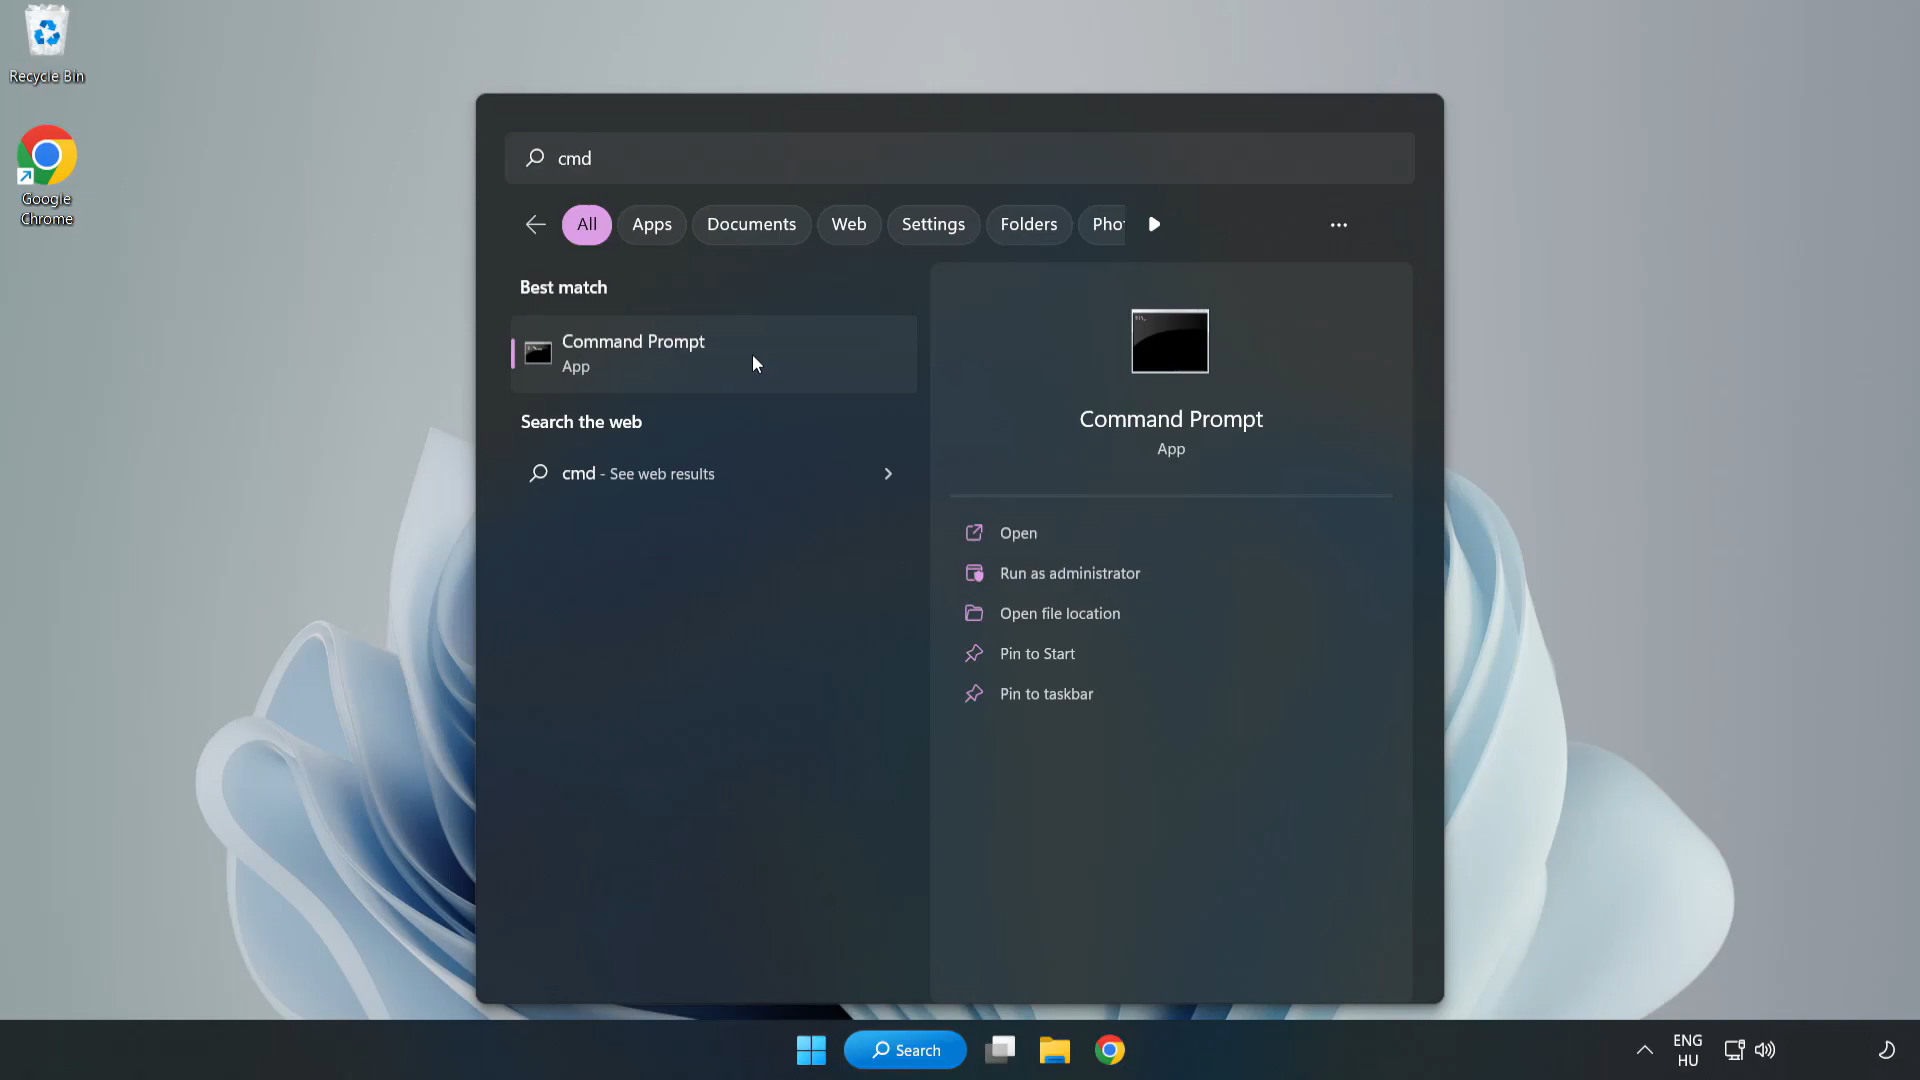 Recycle Bin
Google
Chrome
cmd
All
Apps
Documents
Web
Settings
Folders
Pho
Best match
Command Prompt
App
Search the web
cmd - See web results
Command Prompt
App
Open
Run as administrator
Open file location
Pin to Start
Pin to taskbar
Search
ENG
HU